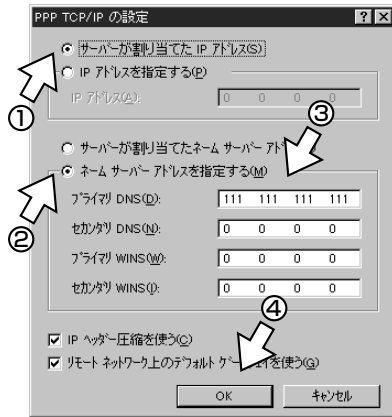 PPP TCP/IP の設定
サーバーが割り当てた IP アドレス(S)
①
IP アドレスを指定する(P)
IP アドレス(A):
0 0 0 0
③
サーバーが割り当てたネーム サーバー アド
②
ネーム サーバー アドレスを指定する(M)
プライマリ DNS(D): 111 111 111 111
セカンダリ DNS(N): 0 0 0 0
プライマリ WINS(W): 0 0 0 0
セカンダリ WINS(I): 0 0 0 0
④
IP ヘッダー圧縮を使う(C)
リモート ネットワーク上のデフォルト ゲー ェイを使う(G)
OK キャンセル